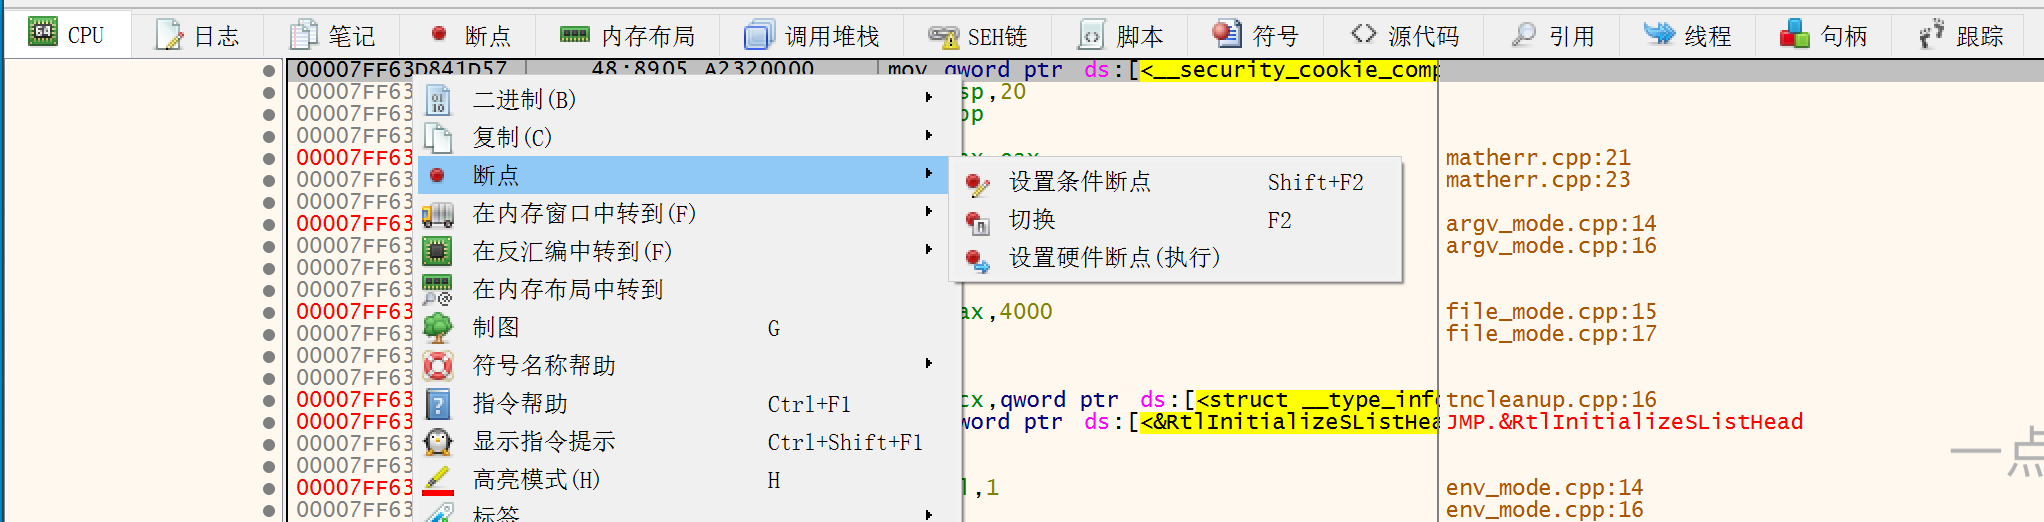 CPU 日志 笔记 断点 内存布局 调用堆栈 SEH链 脚本 符号 源代码 引用 线程 句柄 跟踪
00007FF63D841D57 48:8905 A2320000 mov qword ptr ds:[<__security_cookie_comp
00007FF63 sp,20
00007FF63
00007FF63
00007FF63 matherr.cpp:21
00007FF63 matherr.cpp:23
00007FF63
00007FF63 argv_mode.cpp:14
00007FF63 argv_mode.cpp:16
00007FF63
00007FF63
00007FF63 ax,4000 file_mode.cpp:15
00007FF63 file_mode.cpp:17
00007FF63
00007FF63
00007FF63 cx,qword ptr ds:[<struct __type_info tncleanup.cpp:16
00007FF63 word ptr ds:[<&RtlInitializeSListHea JMP.&RtlInitializeSListHead
00007FF63
00007FF63
00007FF63 ,1 env_mode.cpp:14
00007FF63 env_mode.cpp:16
二进制(B)
复制(C)
断点
在内存窗口中转到(F)
在反汇编中转到(F)
在内存布局中转到
制图 G
符号名称帮助
指令帮助 Ctrl+F1
显示指令提示 Ctrl+Shift+F1
高亮模式(H) H
标签
设置条件断点 Shift+F2
切换 F2
设置硬件断点(执行)
一点